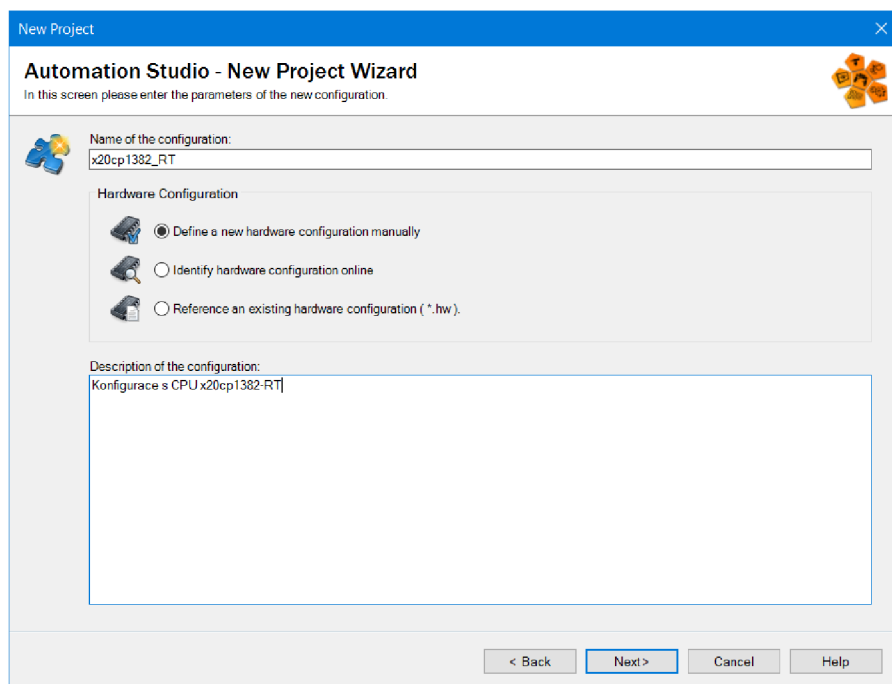 New Project
Automation Studio - New Project Wizard
In this screen please enter the parameters of the new configuration.
Name of the configuration:
x20cp1382_RT
Hardware Configuration
Define a new hardware configuration manually
Identify hardware configuration online
Reference an existing hardware configuration ( *.hw ).
Description of the configuration:
Konfigurace s CPU x20cp1382-RT
< Back
Next>
Cancel
Help